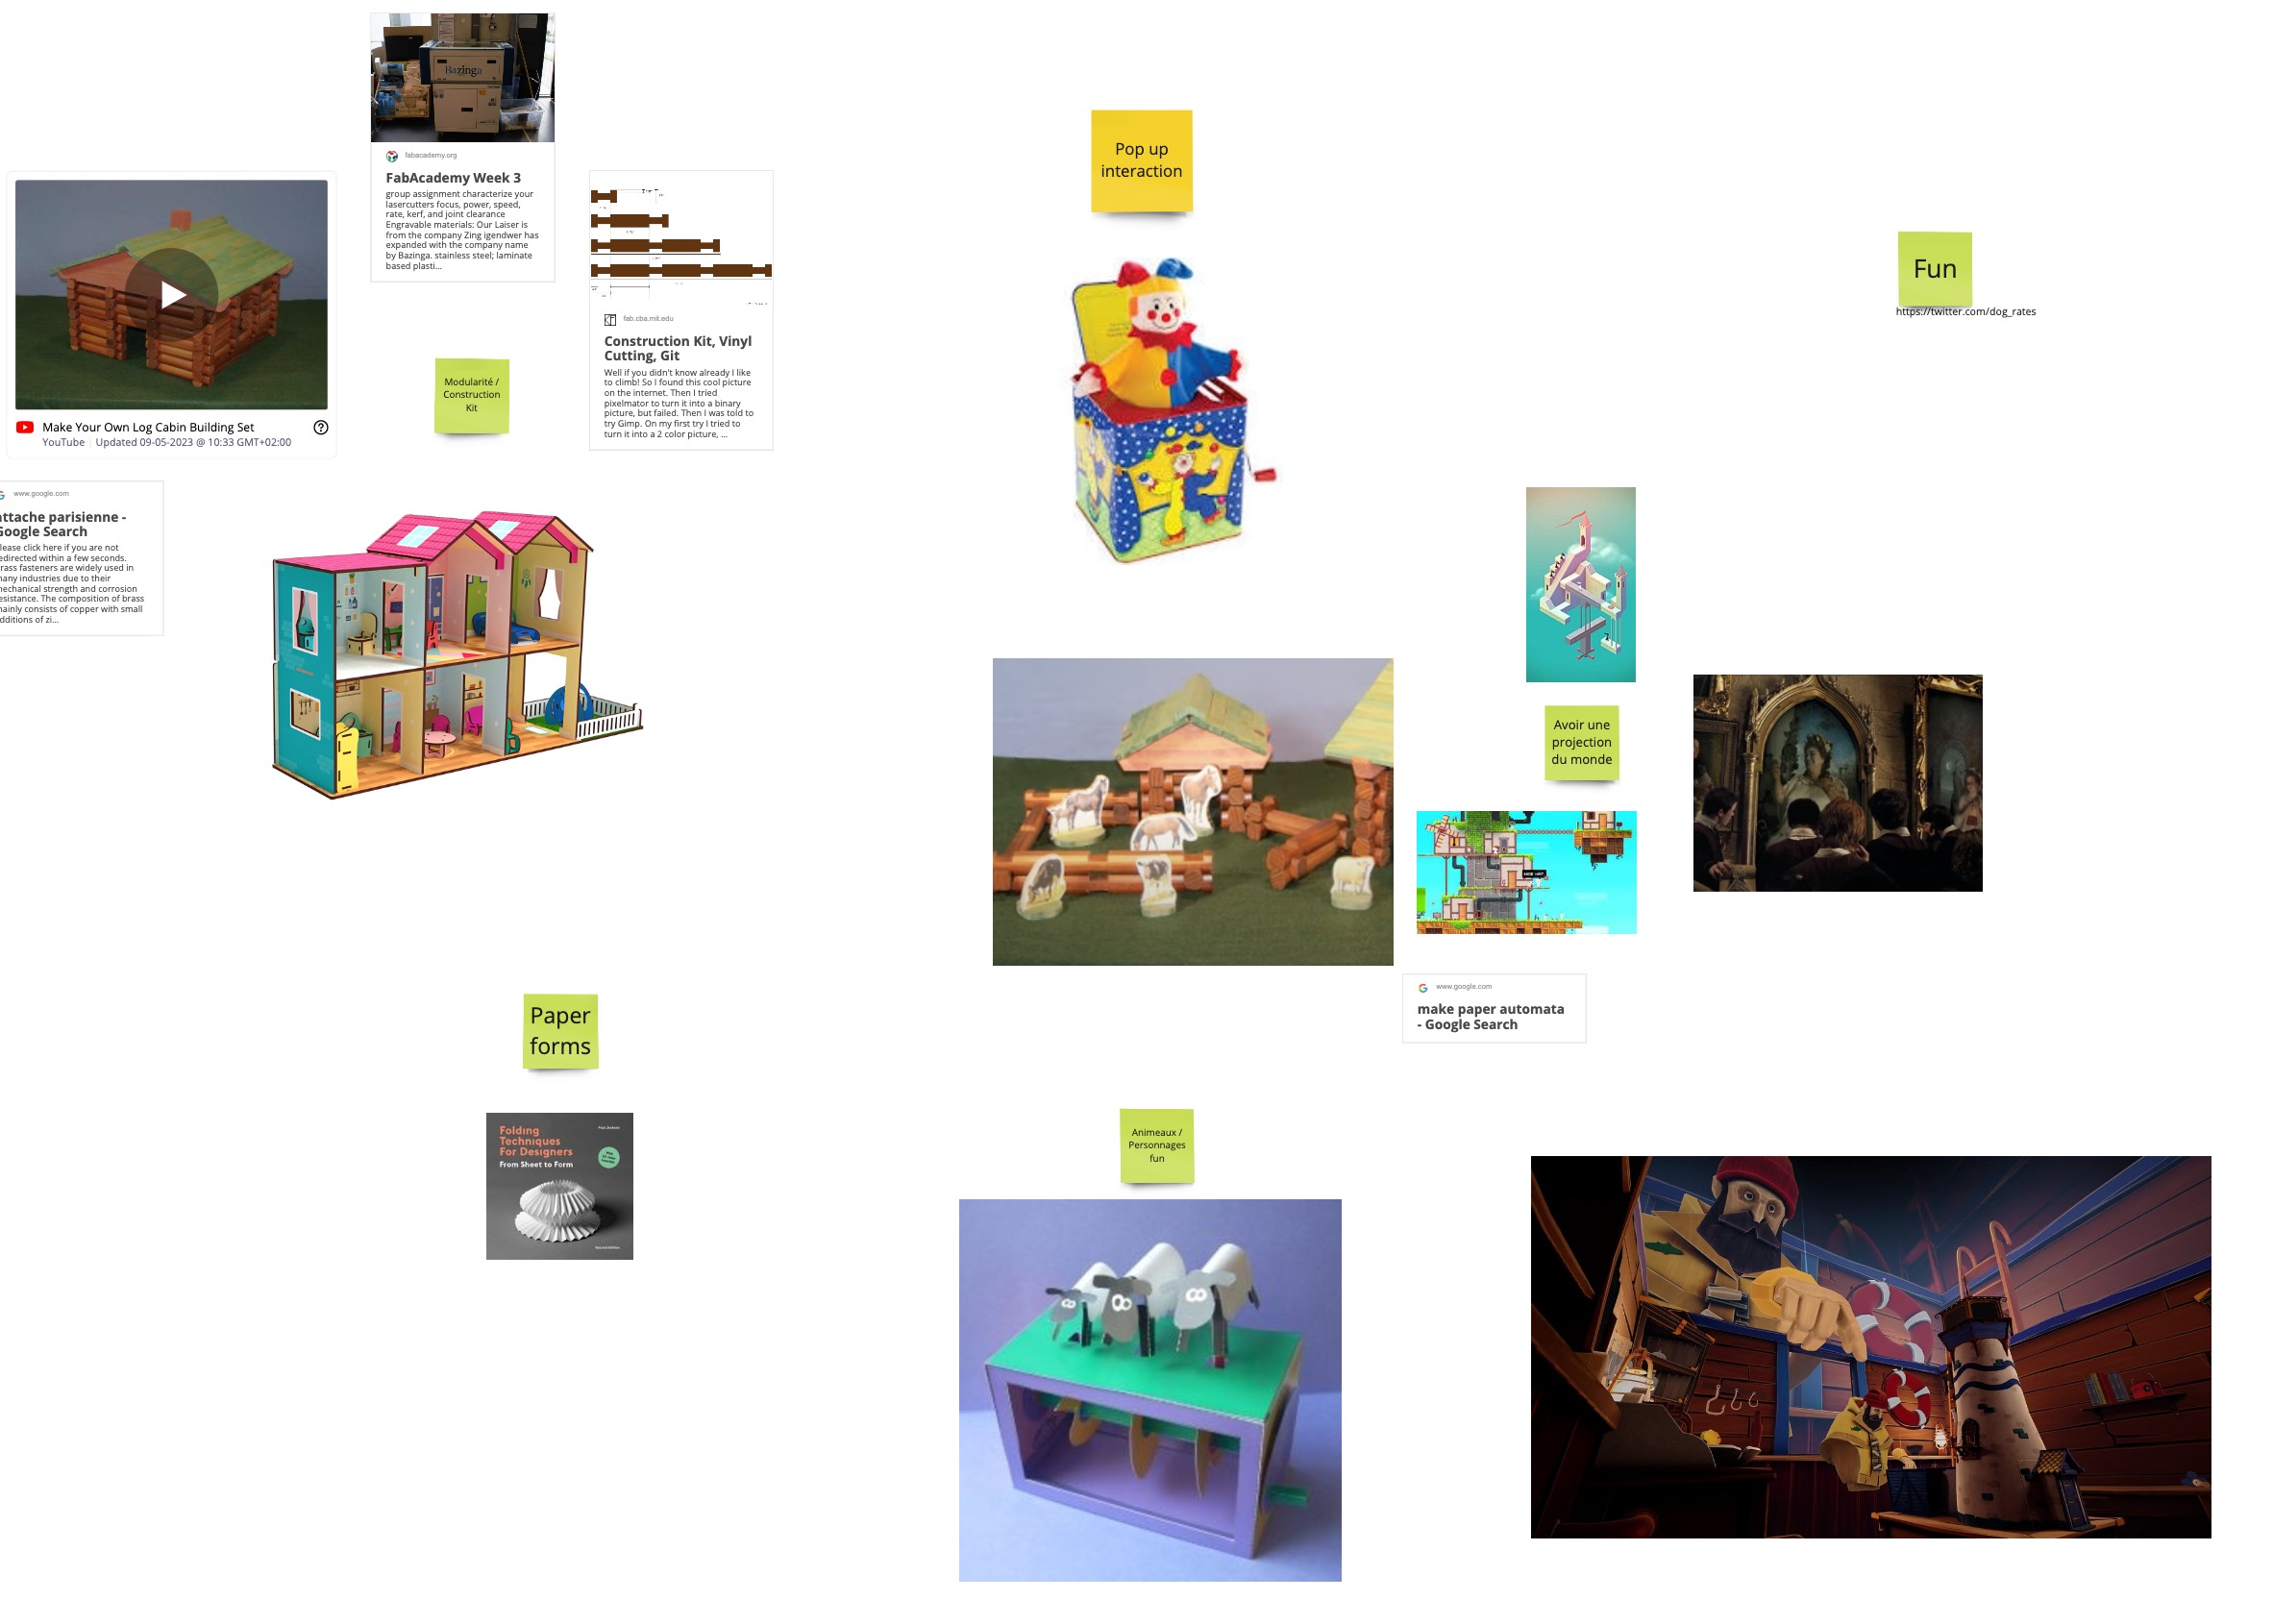 Bazinga
fabacademy.org
FabAcademy Week 3
group assignment characterize your
lasercutters focus, power, speed,
rate, kerf, and joint clearance
Engravable materials: Our Laiser is
from the company Zing igendwer has
expanded with the company name
by Bazinga. stainless steel; laminate
based plasti...
Make Your Own Log Cabin Building Set
YouTube | Updated 09-05-2023 @ 10:33 GMT+02:00
Modularité /
Construction
Kit
fab.cba.mit.edu
Construction Kit, Vinyl
Cutting, Git
Well if you didn't know already I like
to climb! So I found this cool picture
on the internet. Then I tried
pixelmator to turn it into a binary
picture, but failed. Then I was told to
try Gimp. On my first try I tried to
turn it into a 2 color picture, ...
Pop up
interaction
Fun
https://twitter.com/dog_rates
www.google.com
attache parisienne -
Google Search
lease click here if you are not
edirected within a few seconds.
rass fasteners are widely used in
many industries due to their
mechanical strength and corrosion
esistance. The composition of brass
mainly consists of copper with small
dditions of zi...
Avoir une
projection
du monde
www.google.com
make paper automata
- Google Search
Paper
forms
Folding
Techniques
For Designers
From Sheet to Form
Paul Jackson
Second Edition
Animeaux /
Personnages
fun